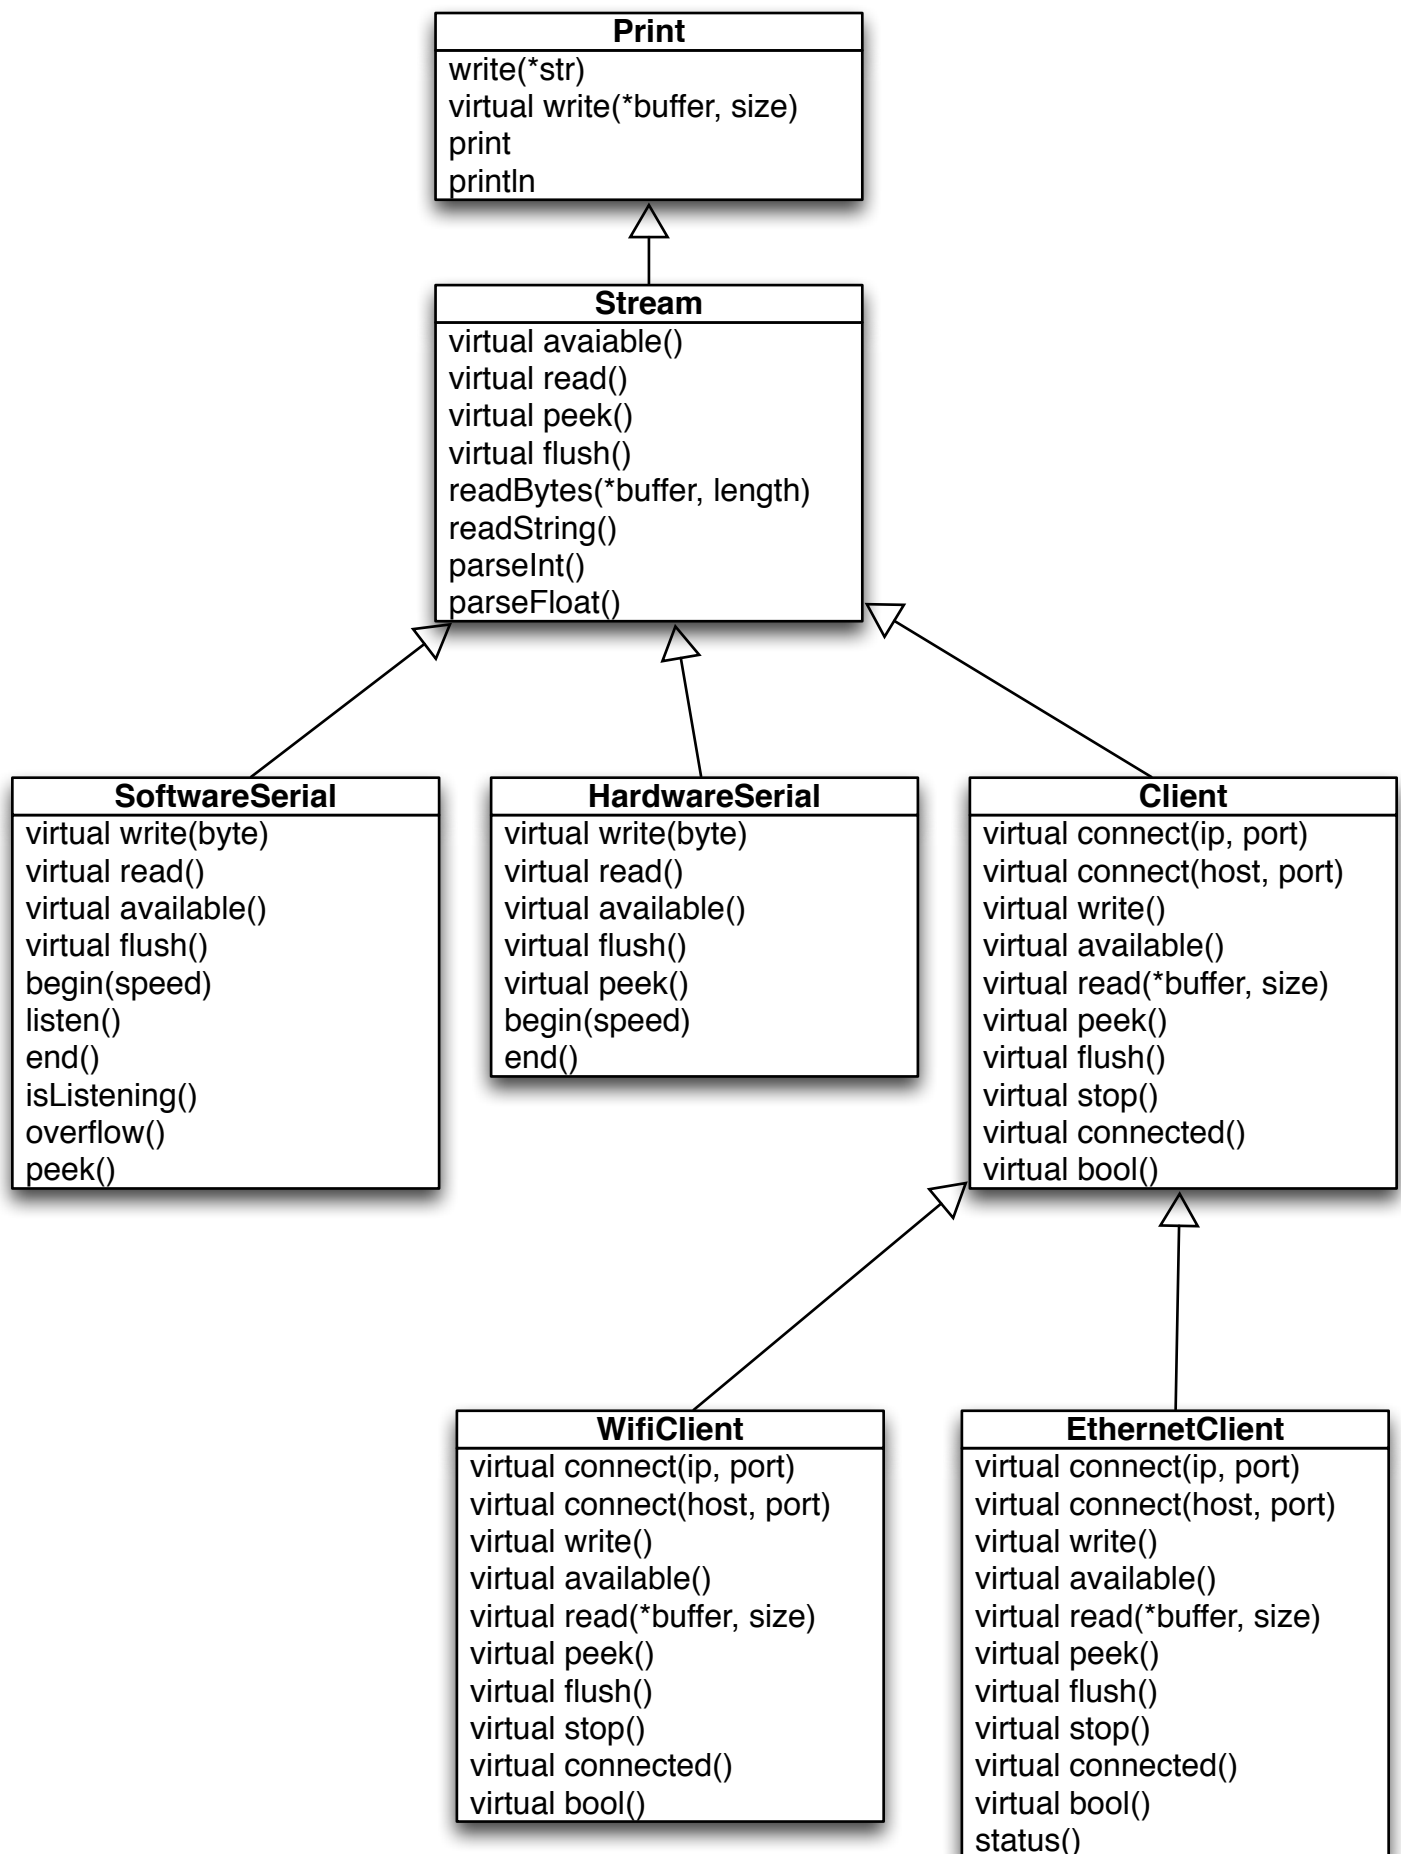 Print
write(*str)
virtual write(*buffer, size)
print
println
Stream
virtual avaiable()
virtual read()
virtual peek()
virtual flush()
readBytes(*buffer, length)
readString()
parseInt()
parseFloat()
SoftwareSerial
virtual write(byte)
virtual read()
virtual available()
virtual flush()
begin(speed)
listen()
end()
isListening()
overflow()
peek()
HardwareSerial
virtual write(byte)
virtual read()
virtual available()
virtual flush()
virtual peek()
begin(speed)
end()
Client
virtual connect(ip, port)
virtual connect(host, port)
virtual write()
virtual available()
virtual read(*buffer, size)
virtual peek()
virtual flush()
virtual stop()
virtual connected()
virtual bool()
WifiClient
virtual connect(ip, port)
virtual connect(host, port)
virtual write()
virtual available()
virtual read(*buffer, size)
virtual peek()
virtual flush()
virtual stop()
virtual connected()
virtual bool()
EthernetClient
virtual connect(ip, port)
virtual connect(host, port)
virtual write()
virtual available()
virtual read(*buffer, size)
virtual peek()
virtual flush()
virtual stop()
virtual connected()
virtual bool()
status()